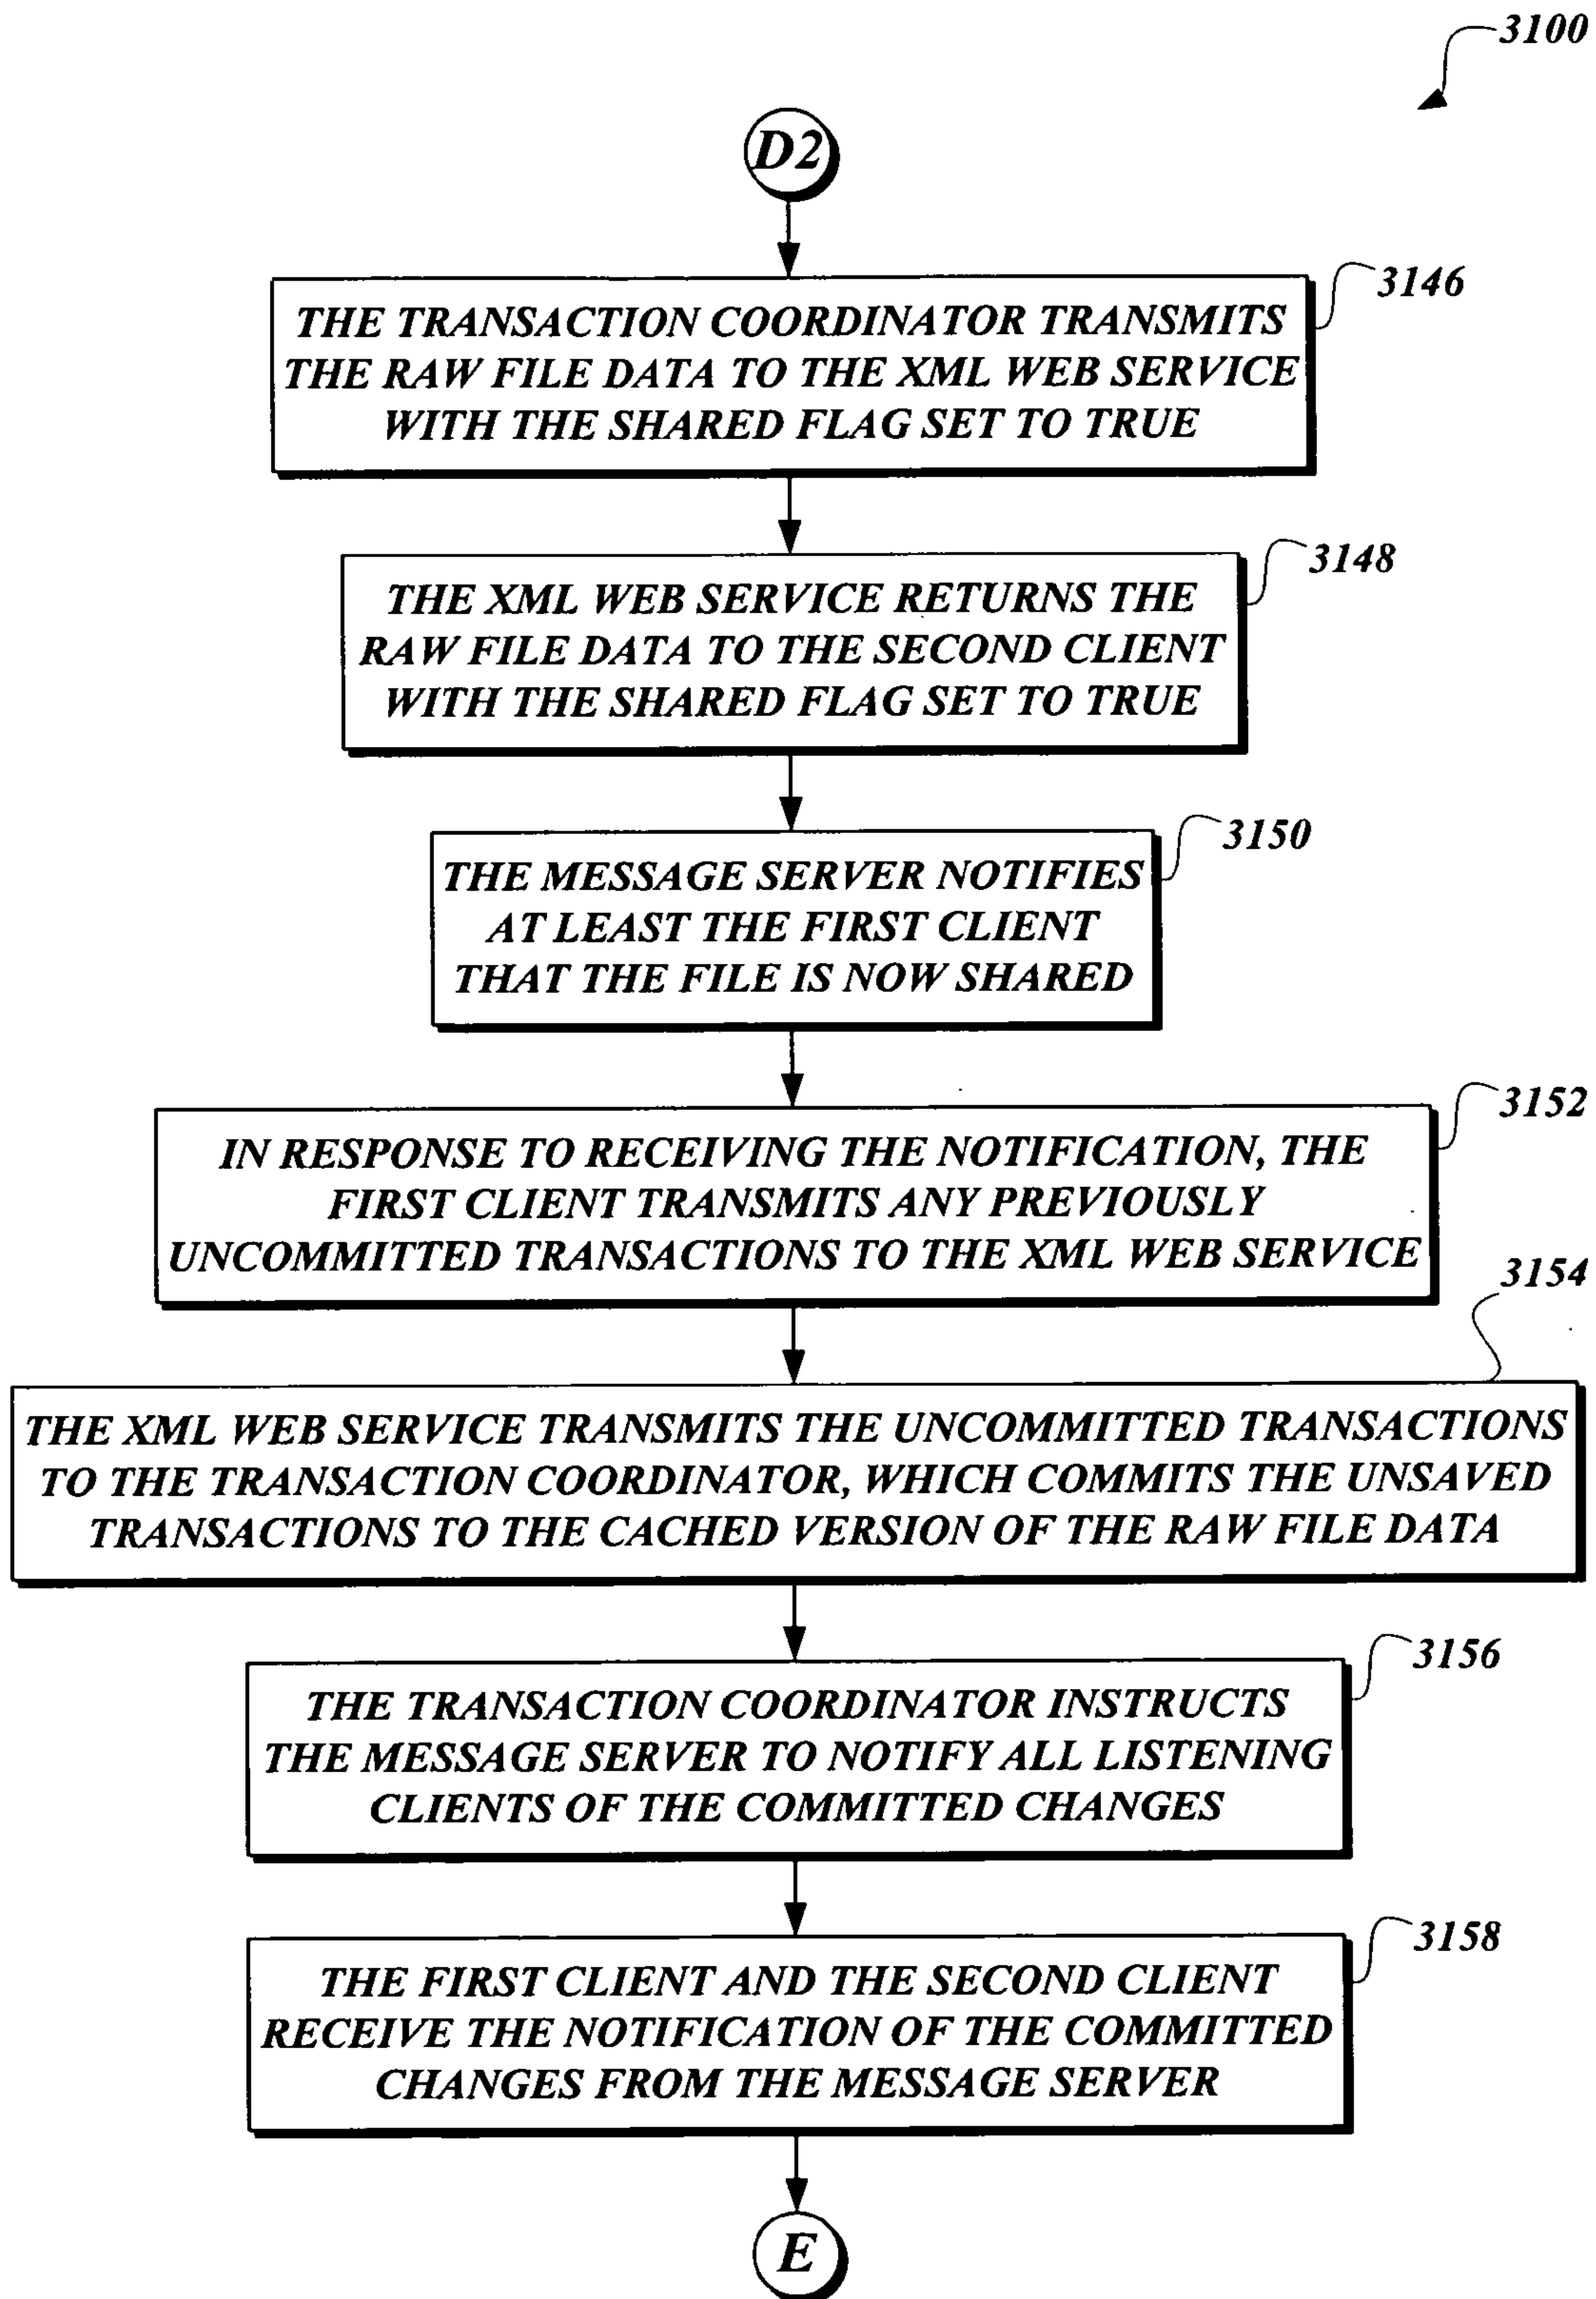 3100
D2
3146
THE TRANSACTION COORDINATOR TRANSMITS
THE RAW FILE DATA TO THE XML WEB SERVICE
WITH THE SHARED FLAG SET TO TRUE
3148
THE XML WEB SERVICE RETURNS THE
RAW FILE DATA TO THE SECOND CLIENT
WITH THE SHARED FLAG SET TO TRUE
3150
THE MESSAGE SERVER NOTIFIES
AT LEAST THE FIRST CLIENT
THAT THE FILE IS NOW SHARED
3152
IN RESPONSE TO RECEIVING THE NOTIFICATION, THE
FIRST CLIENT TRANSMITS ANY PREVIOUSLY
UNCOMMITTED TRANSACTIONS TO THE XML WEB SERVICE
3154
THE XML WEB SERVICE TRANSMITS THE UNCOMMITTED TRANSACTIONS
TO THE TRANSACTION COORDINATOR, WHICH COMMITS THE UNSAVED
TRANSACTIONS TO THE CACHED VERSION OF THE RAW FILE DATA
3156
THE TRANSACTION COORDINATOR INSTRUCTS
THE MESSAGE SERVER TO NOTIFY ALL LISTENING
CLIENTS OF THE COMMITTED CHANGES
3158
THE FIRST CLIENT AND THE SECOND CLIENT
RECEIVE THE NOTIFICATION OF THE COMMITTED
CHANGES FROM THE MESSAGE SERVER
E